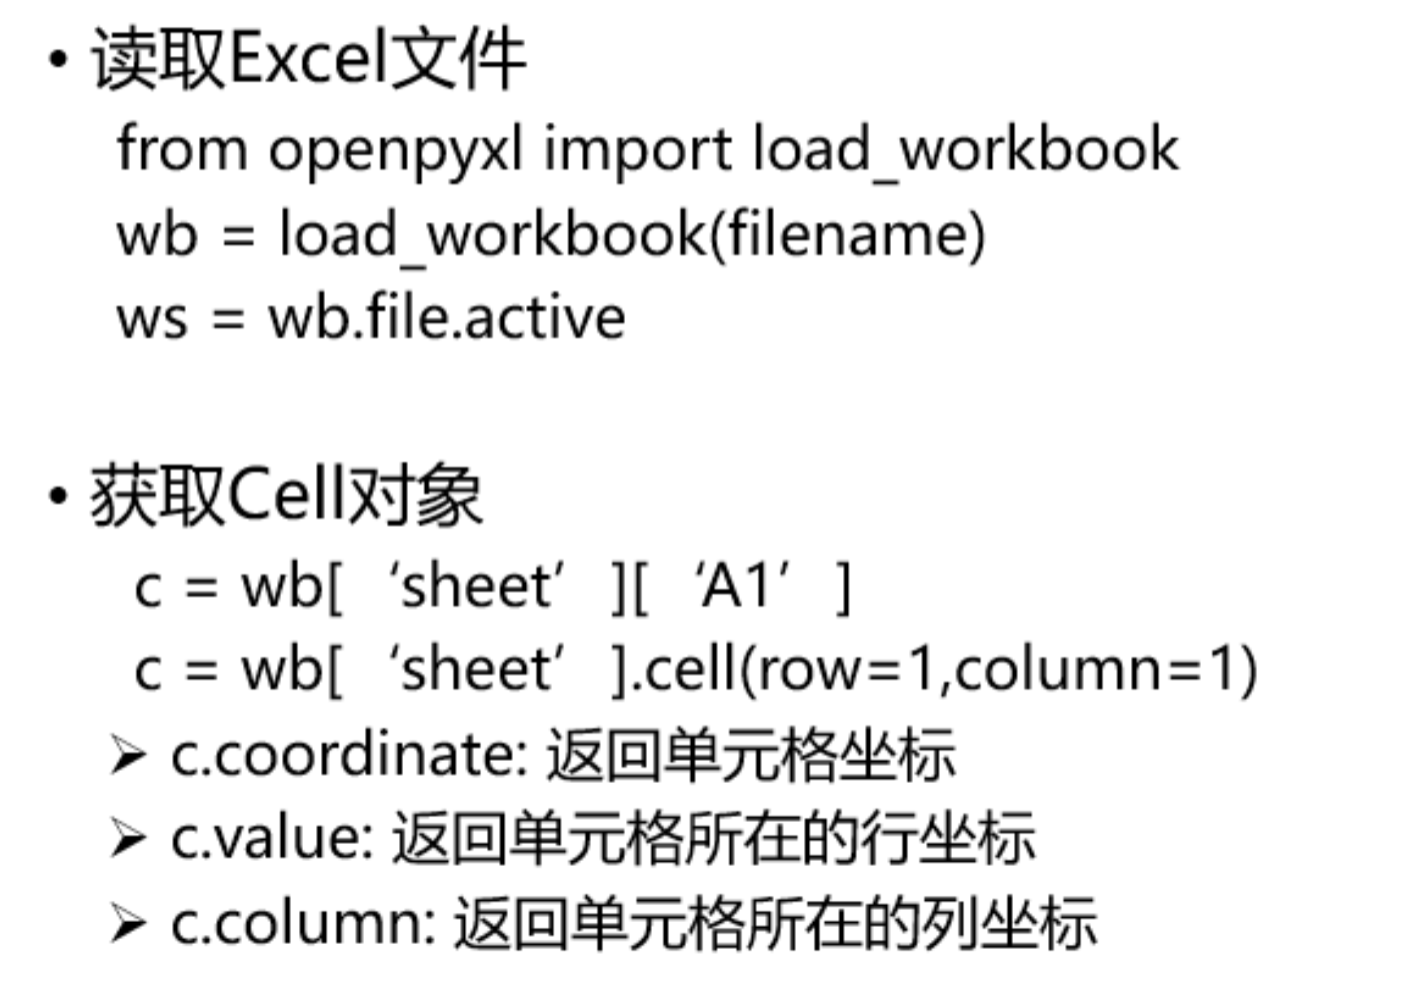 • 读取Excel文件
from openpyxl import load_workbook
wb = load_workbook(filename)
ws = wb.file.active
• 获取Cell对象
c = wb[ ‘sheet’ ][ ‘A1’ ]
c = wb[ ‘sheet’ ].cell(row=1,column=1)
➢ c.coordinate: 返回单元格坐标
➢ c.value: 返回单元格所在的行坐标
➢ c.column: 返回单元格所在的列坐标